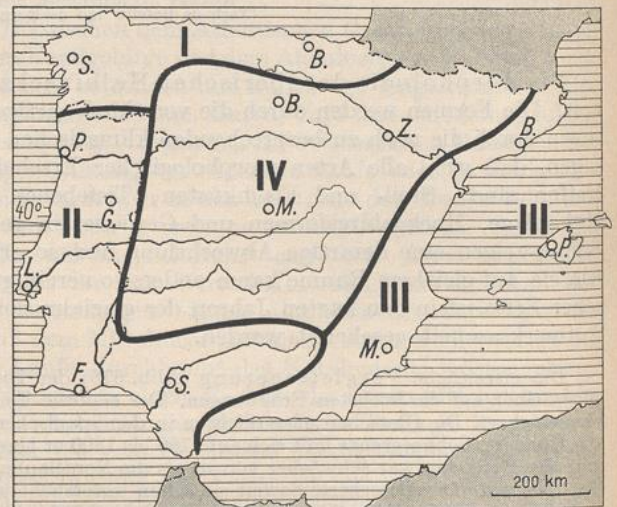 I
S.
B.
B.
P.
Z.
B.
IV
40°
II
G.
M.
III
P.
L.
III
M.
F.
S.
200 km